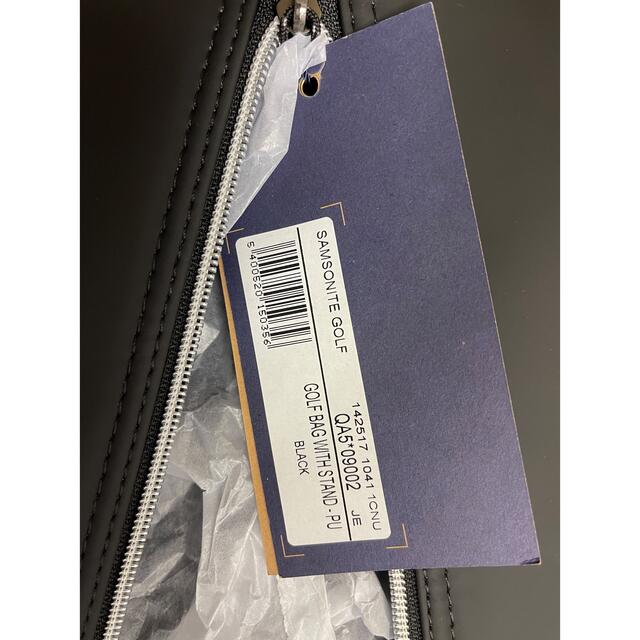 SAMSONITE GOLF
142517 1041 1CNU
QA5*09002 JE
5 400520 150356
GOLF BAG WITH STAND - PU
BLACK